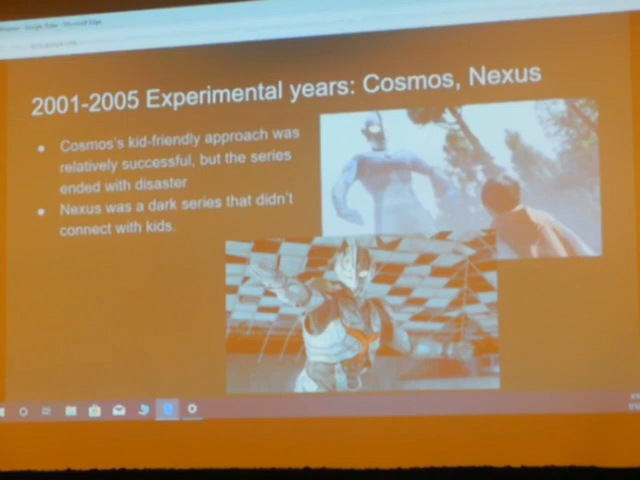 2001-2005 Experimental years: Cosmos, Nexus
● Cosmos's kid-friendly approach was
relatively successful, but the series
ended with disaster
● Nexus was a dark series that didn't
connect with kids.